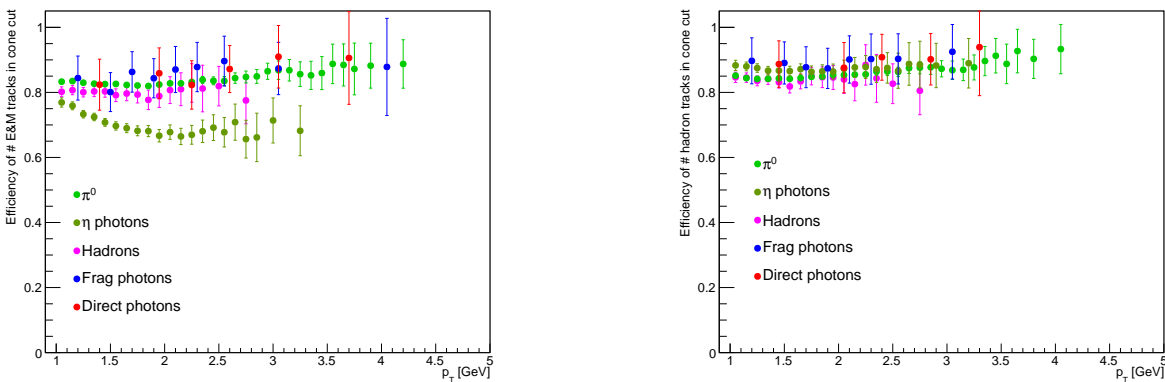 Efficiency of # E&M tracks in cone cut
1
0.8
0.6
0.4
0.2
0
π⁰
η photons
Hadrons
Frag photons
Direct photons
1 1.5 2 2.5 3 3.5 4 4.5 5
p_T [GeV]
Efficiency of # hadron tracks in cone cut
1
0.8
0.6
0.4
0.2
0
π⁰
η photons
Hadrons
Frag photons
Direct photons
1 1.5 2 2.5 3 3.5 4 4.5 5
p_T [GeV]